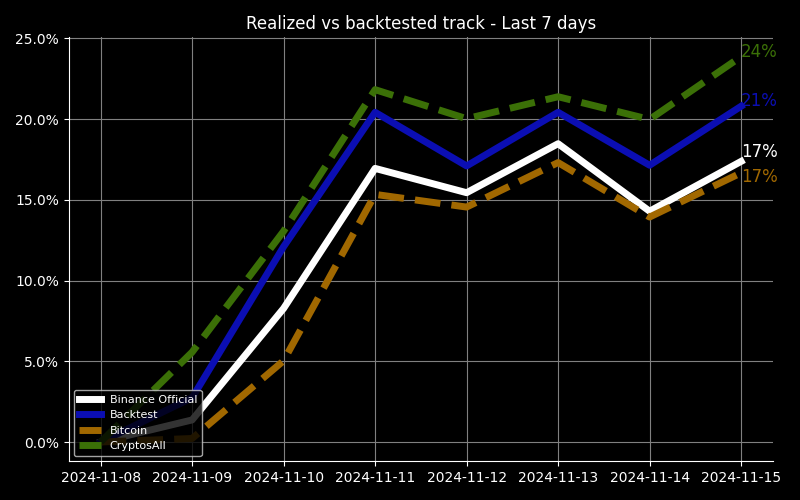 Realized vs backtested track - Last 7 days
25.0%
20.0%
15.0%
10.0%
5.0%
0.0%
24%
21%
17%
17%
Binance Official
Backtest
Bitcoin
CryptosAll
2024-11-08 2024-11-09 2024-11-10 2024-11-11 2024-11-12 2024-11-13 2024-11-14 2024-11-15